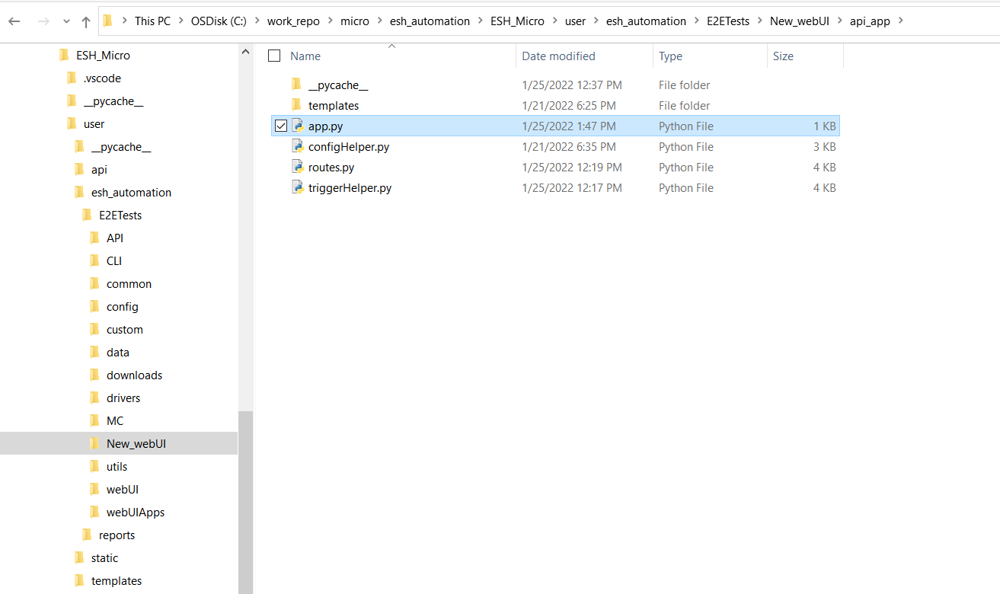 This PC > OSDisk (C:) > work_repo > micro > esh_automation > ESH_Micro > user > esh_automation > E2ETests > New_webUI > api_app >
ESH_Micro
.vscode
__pycache__
user
__pycache__
api
esh_automation
E2ETests
API
CLI
common
config
custom
data
downloads
drivers
MC
New_webUI
utils
webUI
webUIApps
reports
static
templates
Name Date modified Type Size
__pycache__ 1/25/2022 12:37 PM File folder
templates 1/21/2022 6:25 PM File folder
app.py 1/25/2022 1:47 PM Python File 1 KB
configHelper.py 1/21/2022 6:35 PM Python File 3 KB
routes.py 1/25/2022 12:19 PM Python File 4 KB
triggerHelper.py 1/25/2022 12:17 PM Python File 4 KB